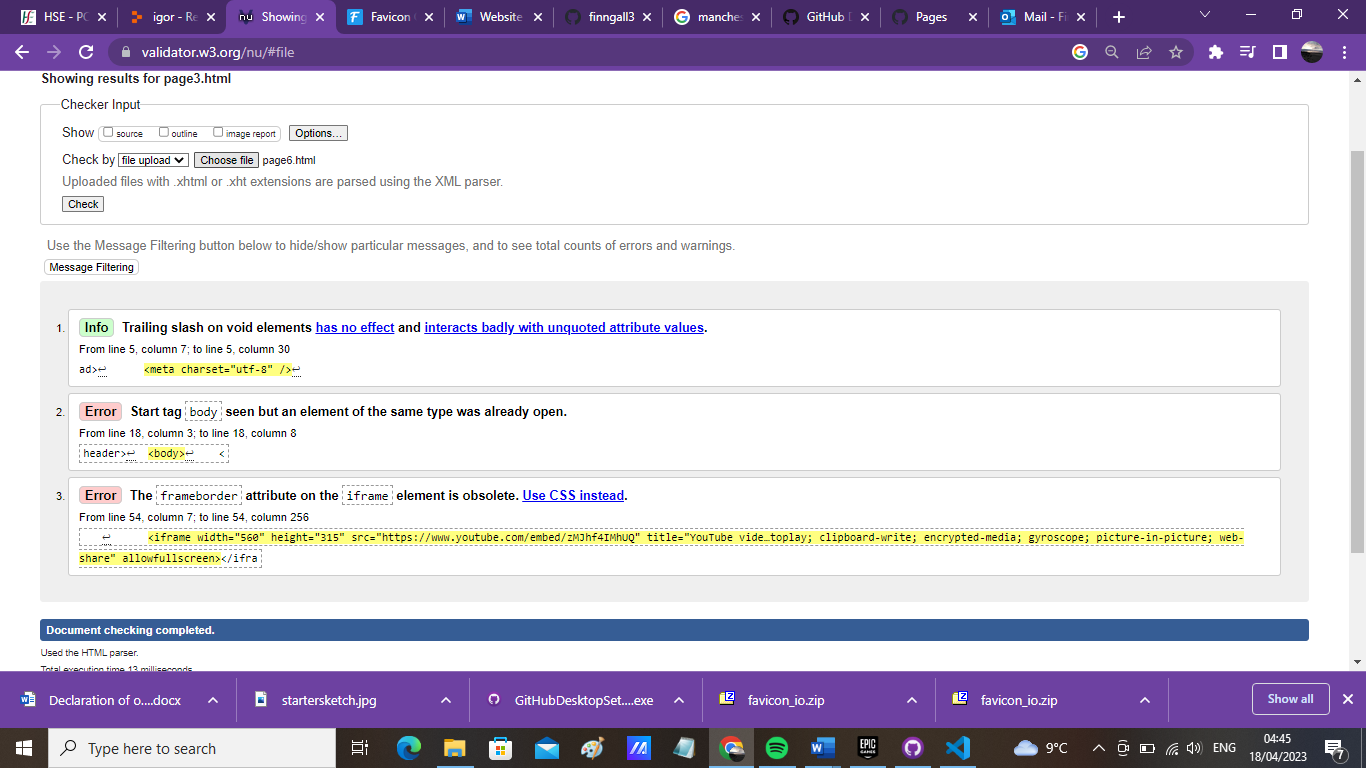 HSE - PC
igor - Re
Showing
Favicon
Website
finngall3
manches
GitHub D
Pages
Mail - Fi
validator.w3.org/nu/#file
Showing results for page3.html
Checker Input
Show source outline image report Options...
Check by file upload Choose file page6.html
Uploaded files with .xhtml or .xht extensions are parsed using the XML parser.
Check
Use the Message Filtering button below to hide/show particular messages, and to see total counts of errors and warnings.
Message Filtering
1. Info Trailing slash on void elements has no effect and interacts badly with unquoted attribute values.
From line 5, column 7; to line 5, column 30
ad>↩ <meta charset="utf-8" />↩
2. Error Start tag body seen but an element of the same type was already open.
From line 18, column 3; to line 18, column 8
header>↩ <body>↩ <
3. Error The frameborder attribute on the iframe element is obsolete. Use CSS instead.
From line 54, column 7; to line 54, column 256
↩ <iframe width="560" height="315" src="https://www.youtube.com/embed/zMJhf4IMhUQ" title="YouTube vide…toplay; clipboard-write; encrypted-media; gyroscope; picture-in-picture; web-
share" allowfullscreen></ifra
Document checking completed.
Used the HTML parser.
Total execution time 13 milliseconds.
Declaration of o....docx
startersketch.jpg
GitHubDesktopSet....exe
favicon_io.zip
favicon_io.zip
Show all
Type here to search
EPIC
GAMES
9°C
ENG
04:45
18/04/2023
7